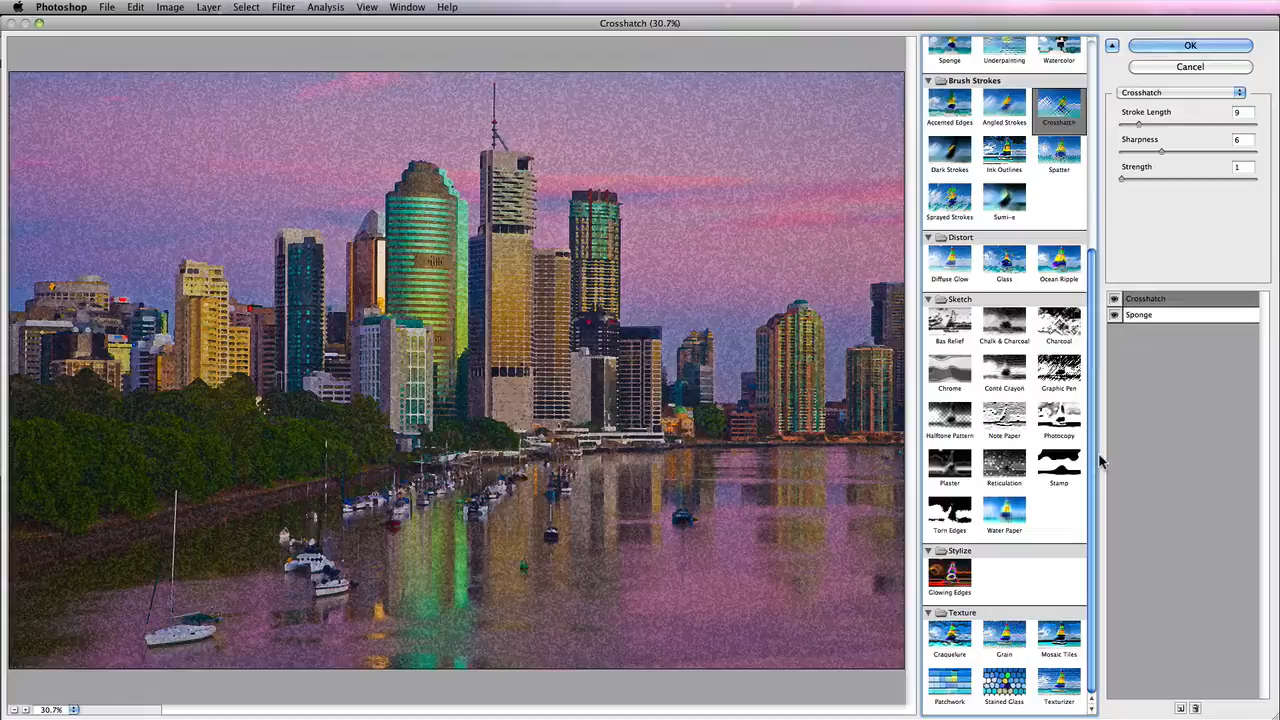 Photoshop File Edit Image Layer Select Filter Analysis View Window Help
Crosshatch (30.7%)
Sponge Underpainting Watercolor
Brush Strokes
Accented Edges Angled Strokes Crosshatch
Dark Strokes Ink Outlines Spatter
Sprayed Strokes Sumi-e
Distort
Diffuse Glow Glass Ocean Ripple
Sketch
Bas Relief Chalk & Charcoal Charcoal
Chrome Conté Crayon Graphic Pen
Halftone Pattern Note Paper Photocopy
Plaster Reticulation Stamp
Torn Edges Water Paper
Stylize
Glowing Edges
Texture
Craquelure Grain Mosaic Tiles
Patchwork Stained Glass Texturizer
OK
Cancel
Crosshatch
Stroke Length 9
Sharpness 6
Strength 1
Crosshatch
Sponge
30.7%